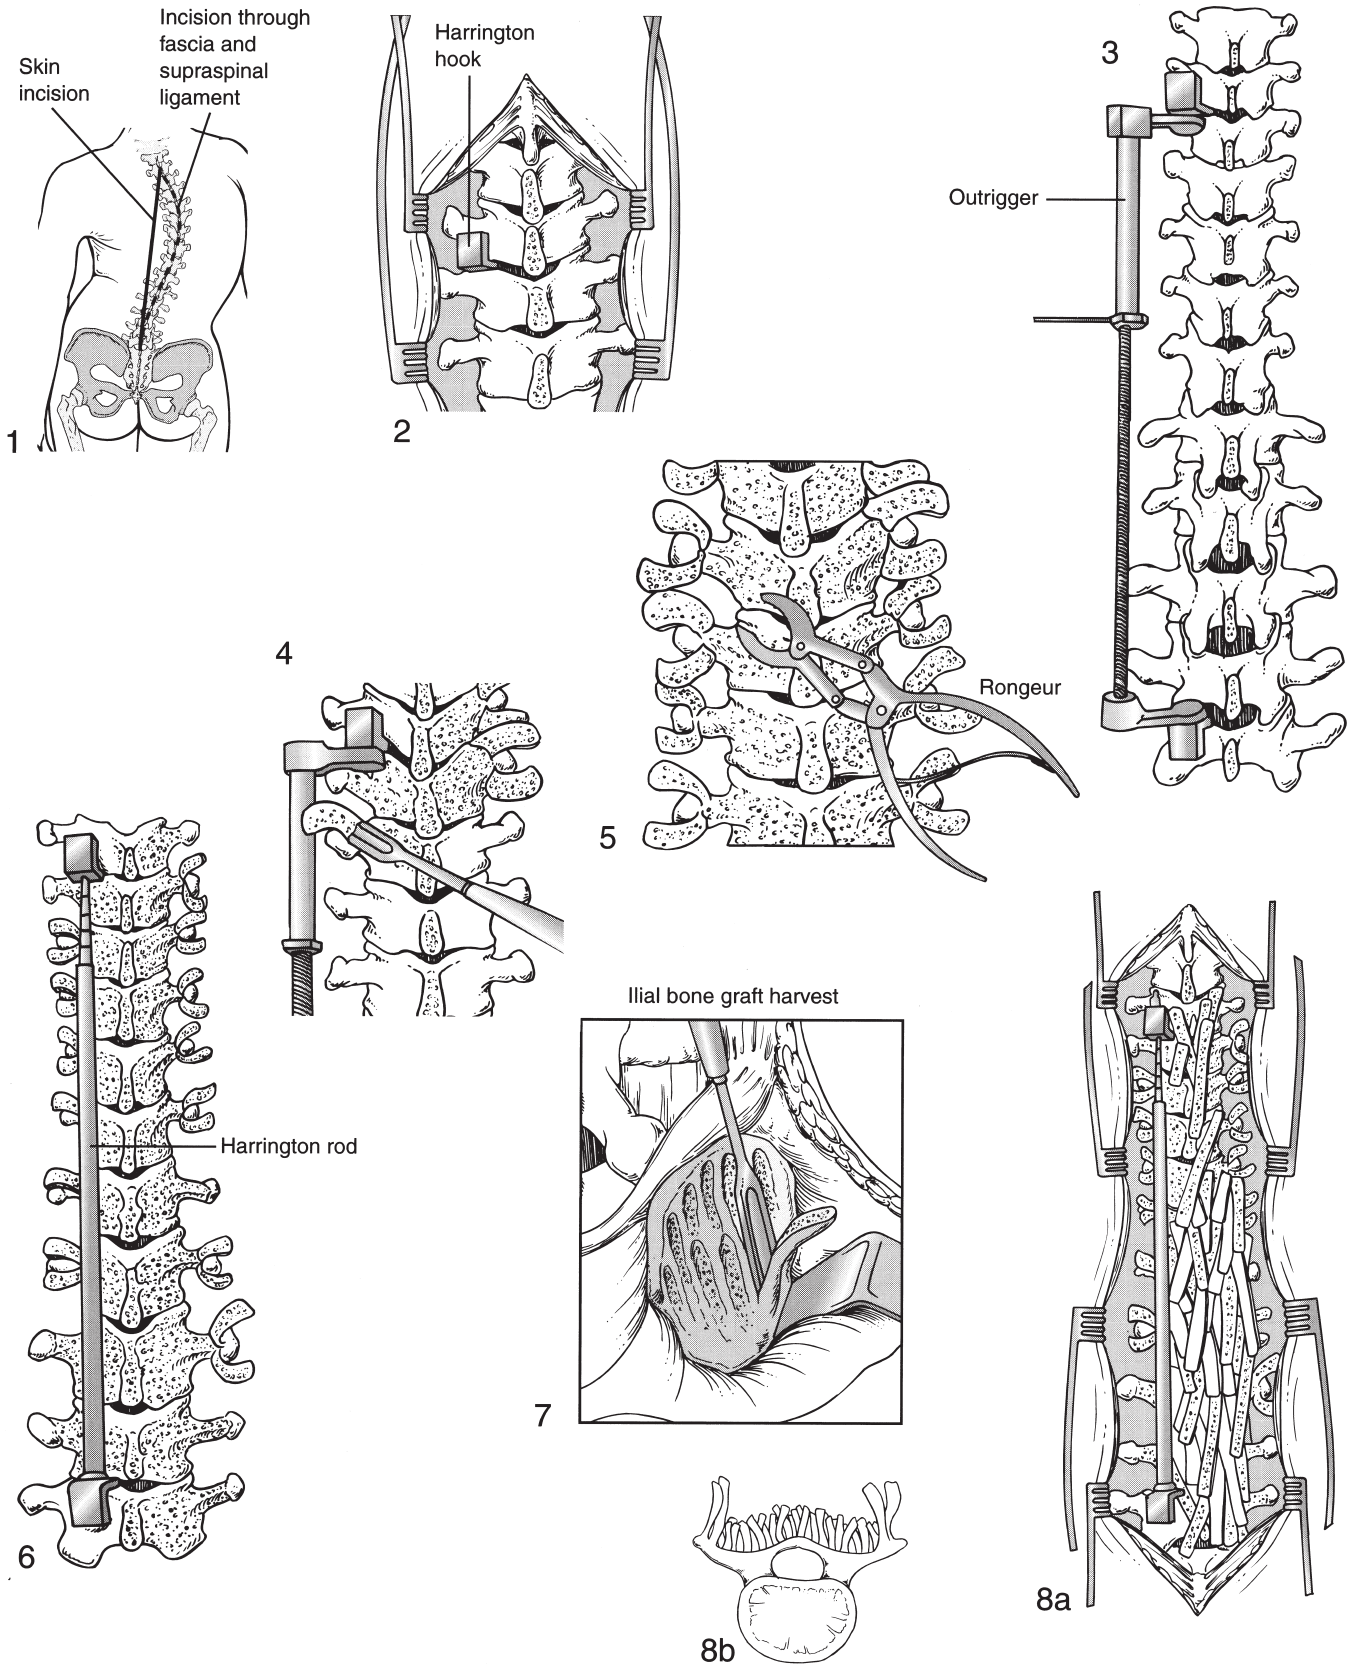 Skin
incision
Incision through
fascia and
supraspinal
ligament
1
Harrington
hook
2
3
Outrigger
4
5
Rongeur
6
Harrington rod
Ilial bone graft harvest
7
8a
8b